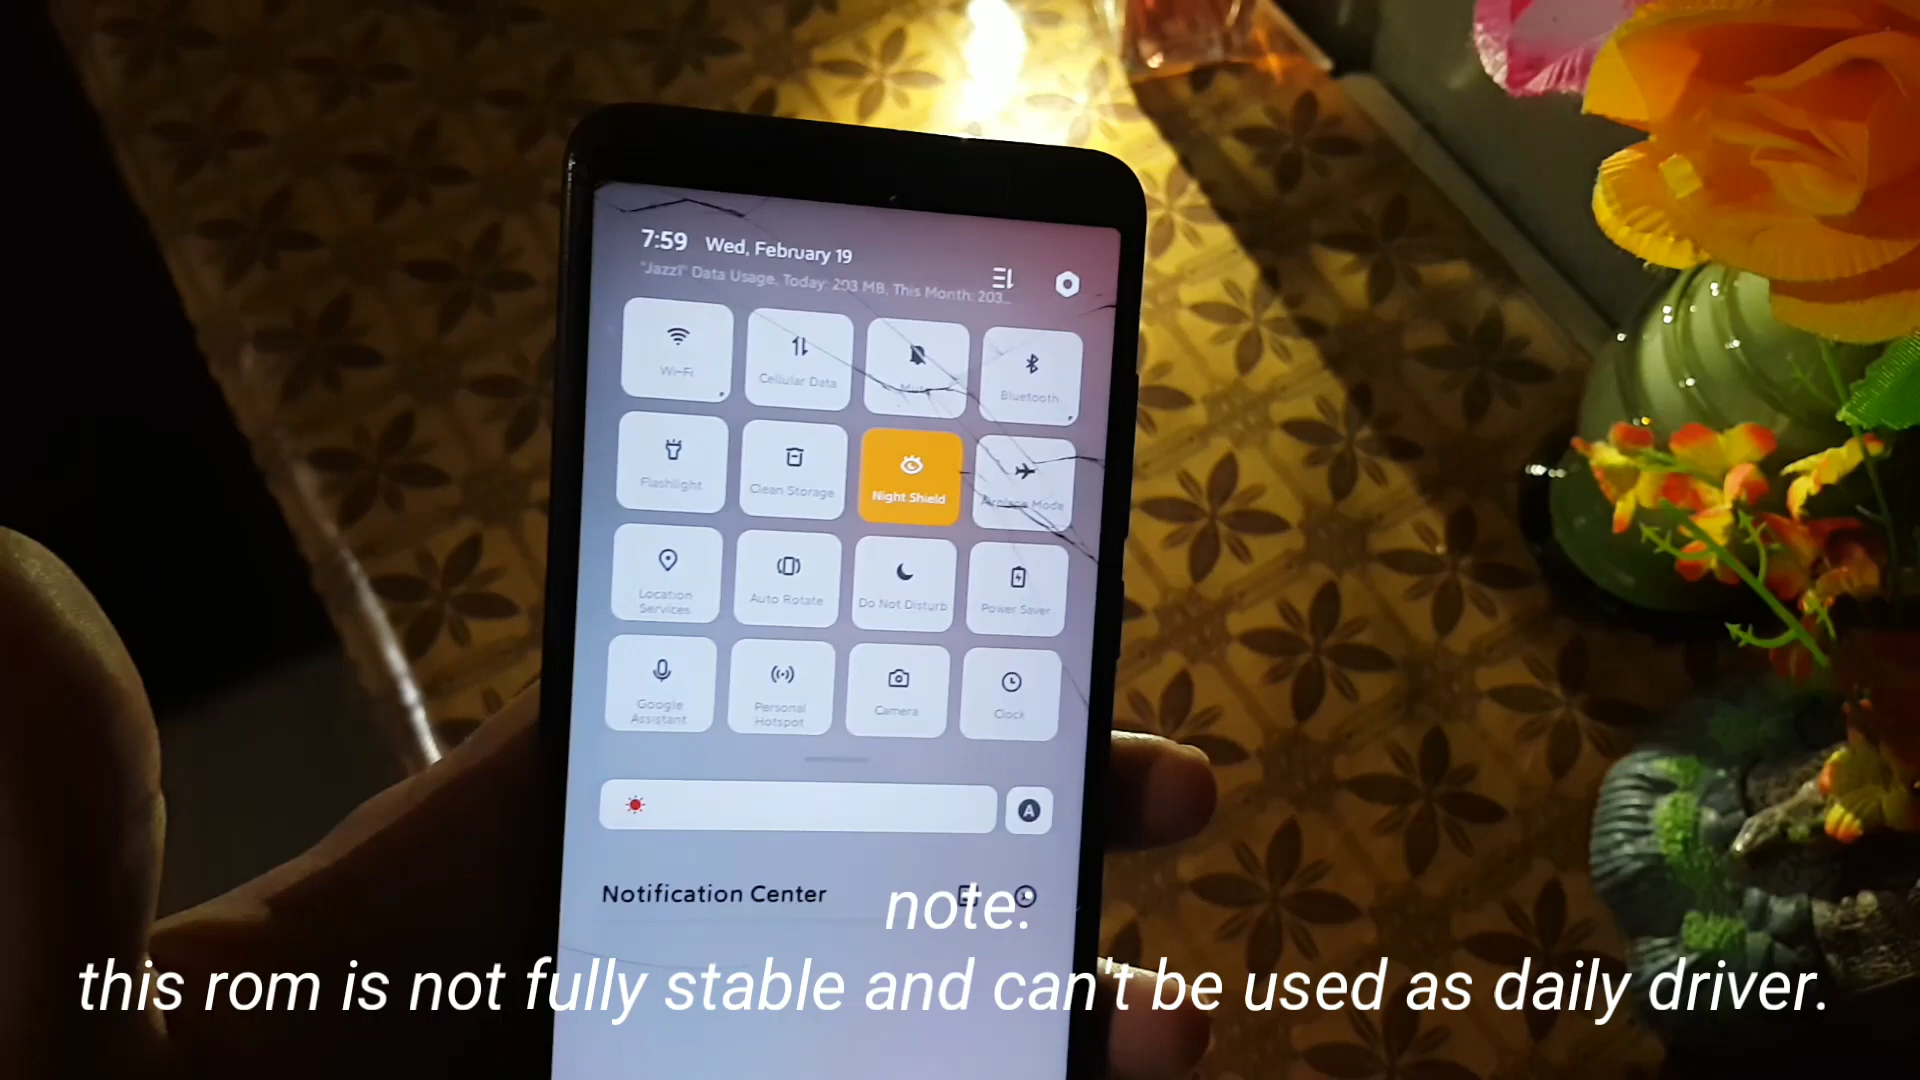 7:59 Wed, February 19
"Jazz1" Data Usage, Today: 203 MB, This Month: 203...
Wi-Fi Cellular Data Mute Bluetooth
Flashlight Clean Storage Night Shield Airplane Mode
Location Services Auto Rotate Do Not Disturb Power Saver
Google Assistant Personal Hotspot Camera Clock
A
Notification Center
note:
this rom is not fully stable and can't be used as daily driver.